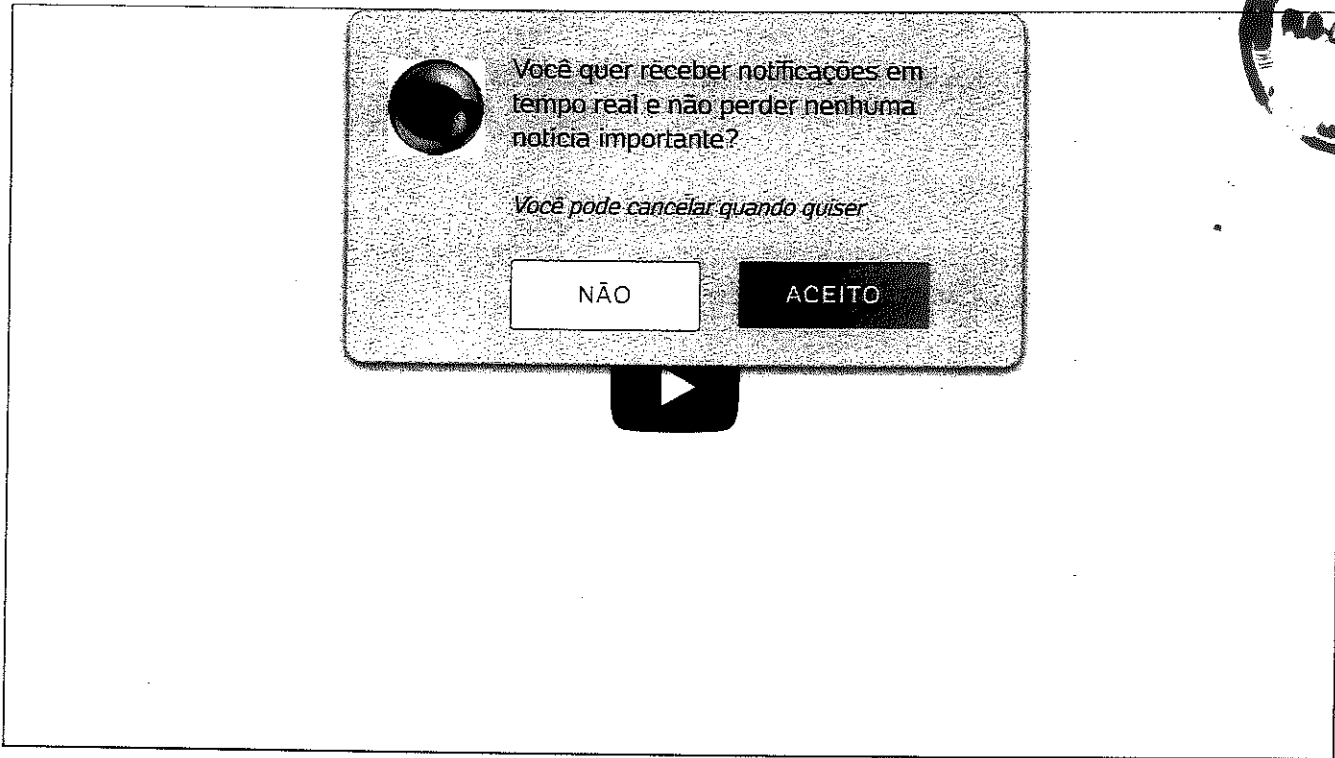 Você quer receber notificações em
tempo real e não perder nenhuma
notícia importante?
Você pode cancelar quando quiser
NÃO
ACEITO